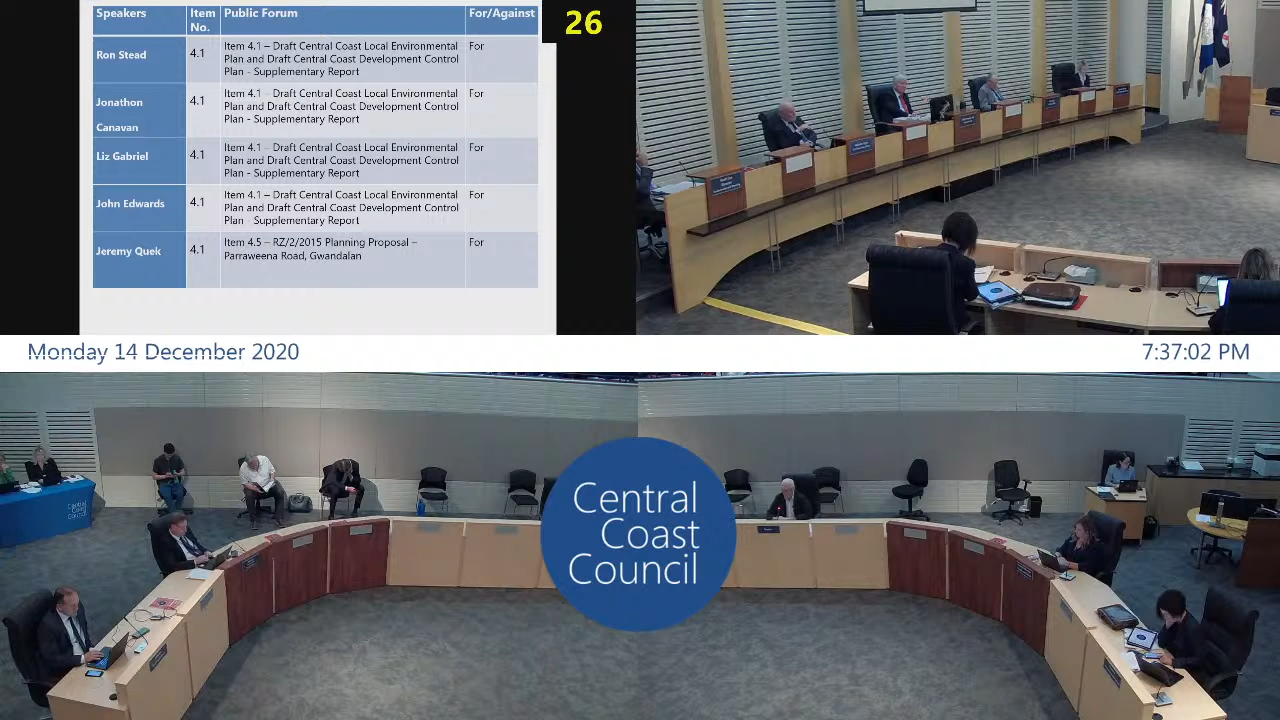 Speakers Item No. Public Forum For/Against
Ron Stead 4.1 Item 4.1 – Draft Central Coast Local Environmental For
Plan and Draft Central Coast Development Control
Plan - Supplementary Report
Jonathon Canavan 4.1 Item 4.1 – Draft Central Coast Local Environmental For
Plan and Draft Central Coast Development Control
Plan - Supplementary Report
Liz Gabriel 4.1 Item 4.1 – Draft Central Coast Local Environmental For
Plan and Draft Central Coast Development Control
Plan - Supplementary Report
John Edwards 4.1 Item 4.1 – Draft Central Coast Local Environmental For
Plan and Draft Central Coast Development Control
Plan - Supplementary Report
Jeremy Quek 4.1 Item 4.5 – RZ/2/2015 Planning Proposal – For
Parraweena Road, Gwandalan
26
Monday 14 December 2020
7:37:02 PM
Central
Coast
Council